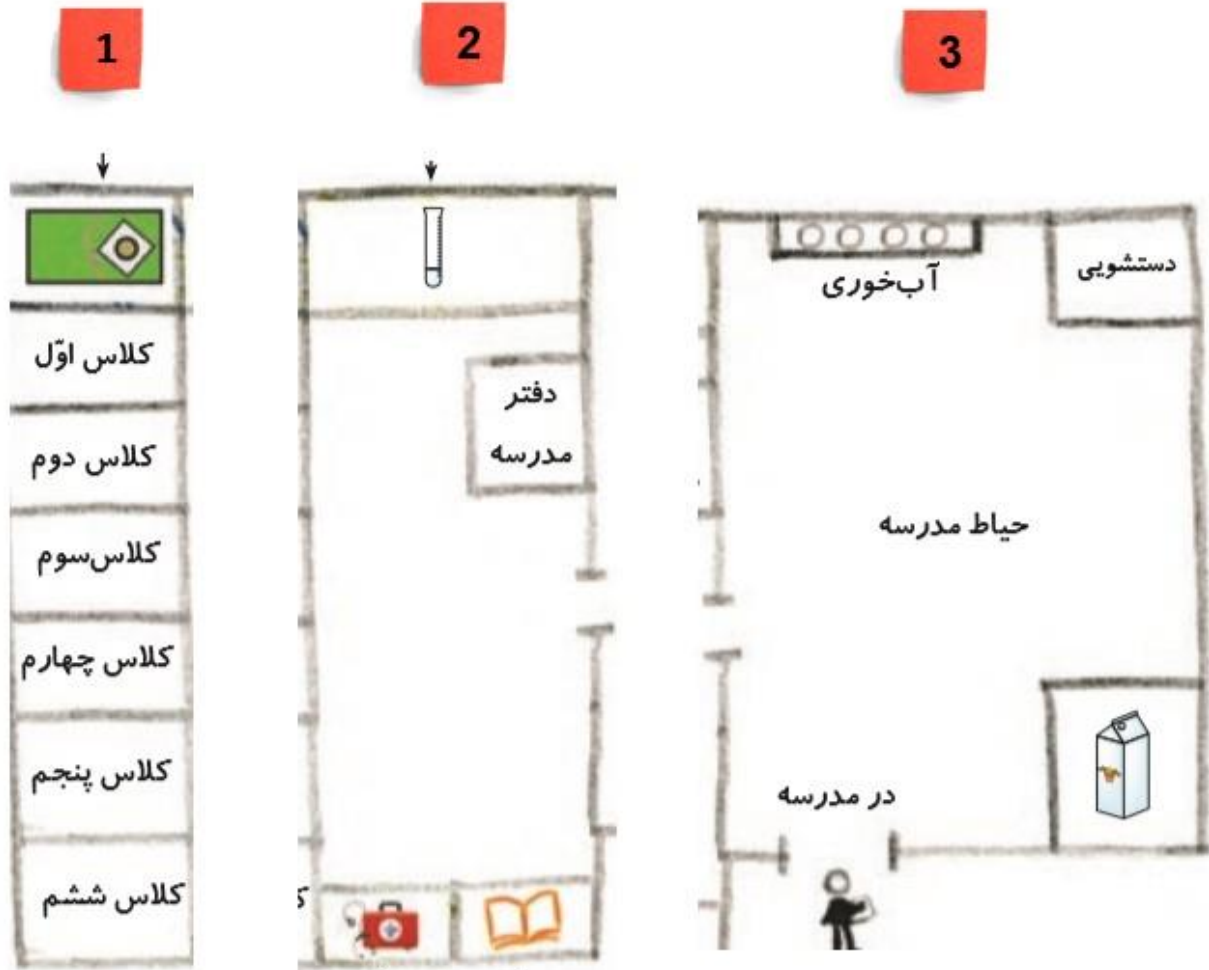 1
2
3
کلاس اوّل
کلاس دوم
کلاس‌سوم
کلاس چهارم
کلاس پنجم
کلاس ششم
دفتر
مدرسه
ک
آب‌خوری
دستشویی
حیاط مدرسه
در مدرسه